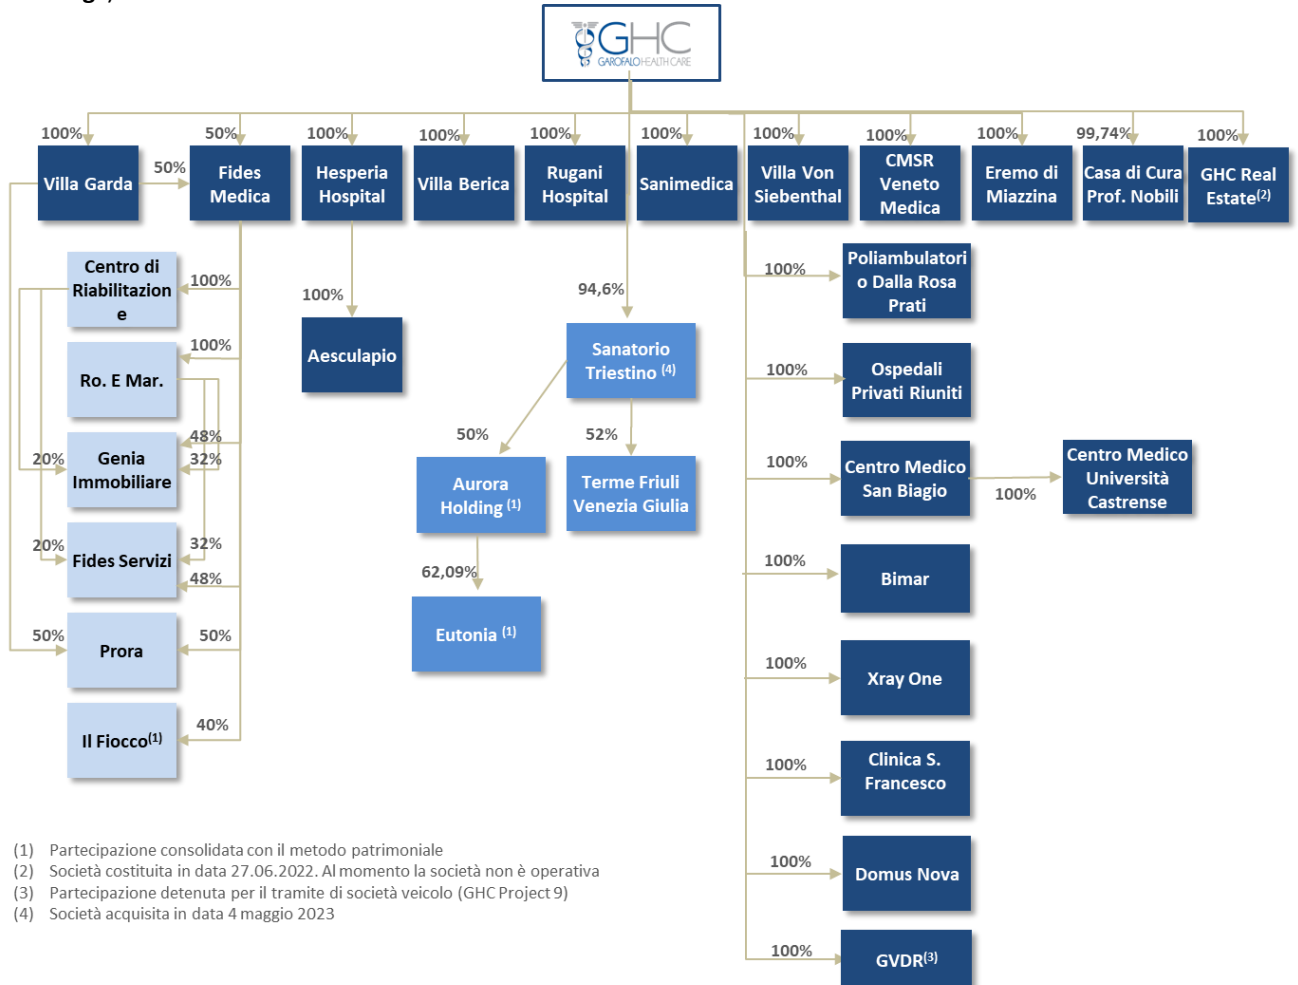 GHC
GAROFALO HEALTH CARE
100%
50%
100%
100%
100%
100%
100%
100%
100%
99,74%
100%
Villa Garda
50%
Fides
Medica
Hesperia
Hospital
Villa Berica
Rugani
Hospital
Sanimedica
Villa Von
Siebenthal
CMSR
Veneto
Medica
Eremo di
Miazzina
Casa di Cura
Prof. Nobili
GHC Real
Estate(2)
Centro di
Riabilitazion
e
100%
100%
Aesculapio
94,6%
Sanatorio
Triestino (4)
100%
Poliambulatori
o Dalla Rosa
Prati
Ro. E Mar.
100%
100%
Ospedali
Privati Riuniti
20%
Genia
Immobiliare
48%
32%
50%
52%
Aurora
Holding (1)
Terme Friuli
Venezia Giulia
100%
Centro Medico
San Biagio
100%
Centro Medico
Università
Castrense
20%
Fides Servizi
32%
48%
62,09%
Eutonia (1)
100%
Bimar
50%
Prora
50%
100%
Xray One
Il Fiocco(1)
40%
100%
Clinica S.
Francesco
100%
Domus Nova
100%
GVDR(3)
(1) Partecipazione consolidata con il metodo patrimoniale
(2) Società costituita in data 27.06.2022. Al momento la società non è operativa
(3) Partecipazione detenuta per il tramite di società veicolo (GHC Project 9)
(4) Società acquisita in data 4 maggio 2023